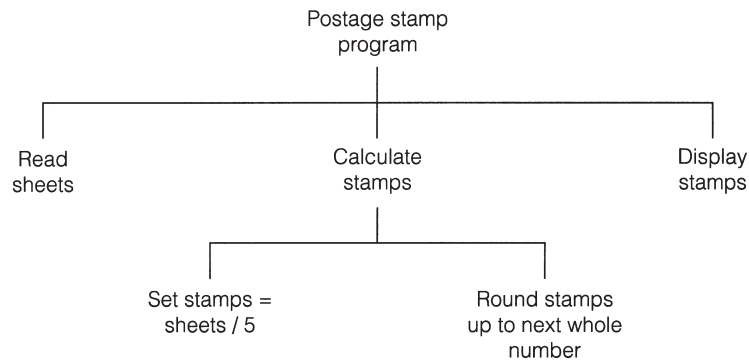 Postage stamp
program
Read
sheets
Calculate
stamps
Display
stamps
Set stamps =
sheets / 5
Round stamps
up to next whole
number